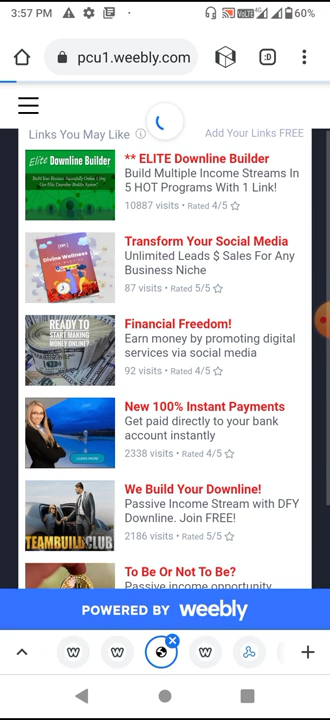 3:57 PM
60%
pcu1.weebly.com
:D
Links You May Like
Add Your Links FREE
Elite Downline Builder
** ELITE Downline Builder
Build Multiple Income Streams In
5 HOT Programs With 1 Link!
10887 visits • Rated 4/5
Divine Wellness
Transform Your Social Media
Unlimited Leads $ Sales For Any
Business Niche
87 visits • Rated 5/5
READY TO
START MAKING
MONEY ONLINE?
Financial Freedom!
Earn money by promoting digital
services via social media
92 visits • Rated 4/5
New 100% Instant Payments
Get paid directly to your bank
account instantly
2338 visits • Rated 4/5
TEAMBUILDCLUB
We Build Your Downline!
Passive Income Stream with DFY
Downline. Join FREE!
2186 visits • Rated 5/5
To Be Or Not To Be?
Passive income opportunity
POWERED BY weebly